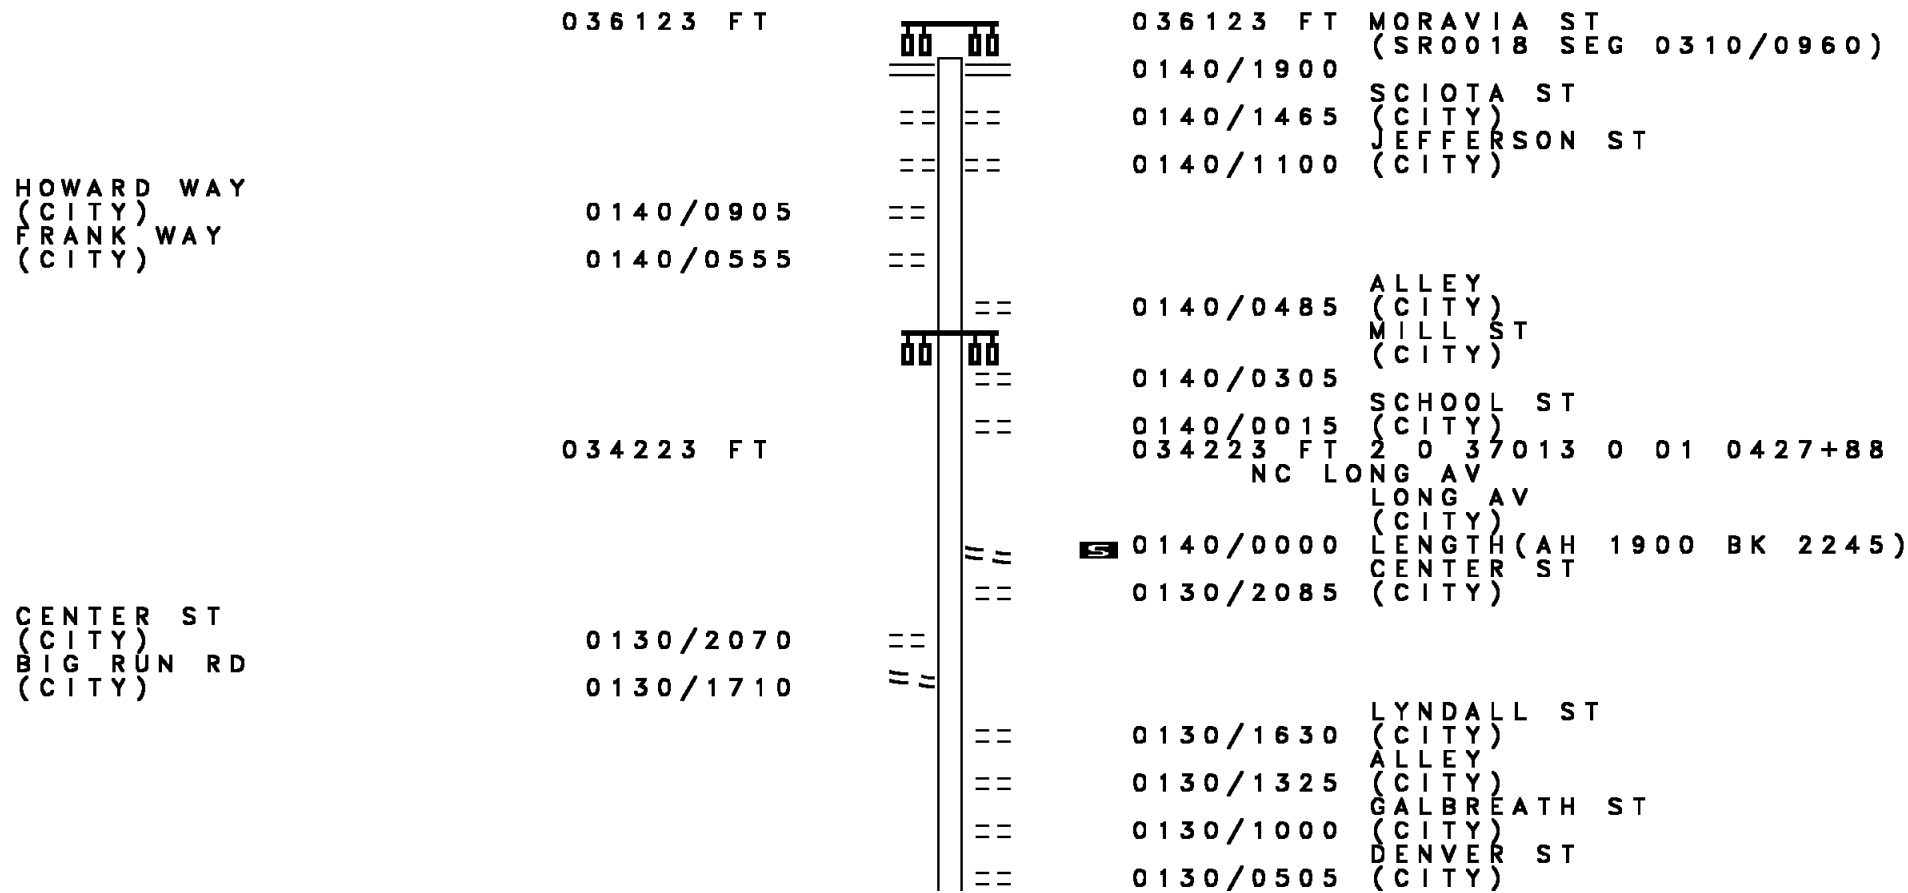 036123 FT 036123 FT MORAVIA ST
(SR0018 SEG 0310/0960)
0140/1900
SCIOTA ST
0140/1465 (CITY)
JEFFERSON ST
0140/1100 (CITY)
HOWARD WAY
(CITY) 0140/0905
FRANK WAY
(CITY) 0140/0555
ALLEY
0140/0485 (CITY)
MILL ST
(CITY)
0140/0305
SCHOOL ST
0140/0015 (CITY)
034223 FT 034223 FT 2 0 37013 0 01 0427+88
NC LONG AV
LONG AV
(CITY)
S 0140/0000 LENGTH(AH 1900 BK 2245)
CENTER ST
0130/2085 (CITY)
CENTER ST
(CITY) 0130/2070
BIG RUN RD
(CITY) 0130/1710
LYNDALL ST
0130/1630 (CITY)
ALLEY
0130/1325 (CITY)
GALBREATH ST
0130/1000 (CITY)
DENVER ST
0130/0505 (CITY)